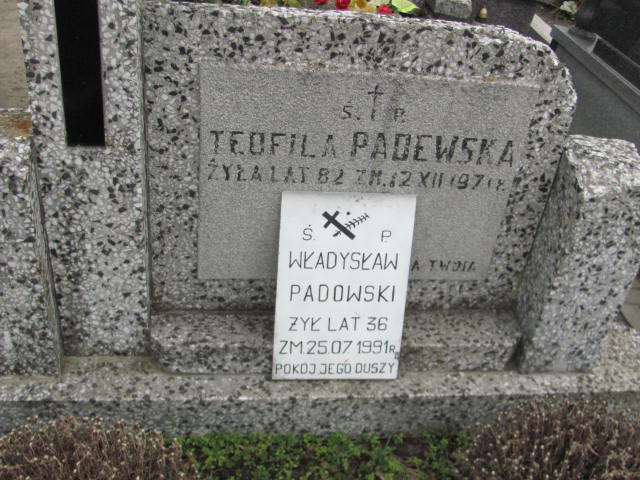 Ś. P.
TEOFILA PADEWSKA
ŻYŁA LAT 82 ZM. 12 XII 1971 R.
A TWOJA
Ś P.
WŁADYSŁAW
PADOWSKI
ŻYŁ LAT 36
ZM. 25.07.1991 R
POKÓJ JEGO DUSZY